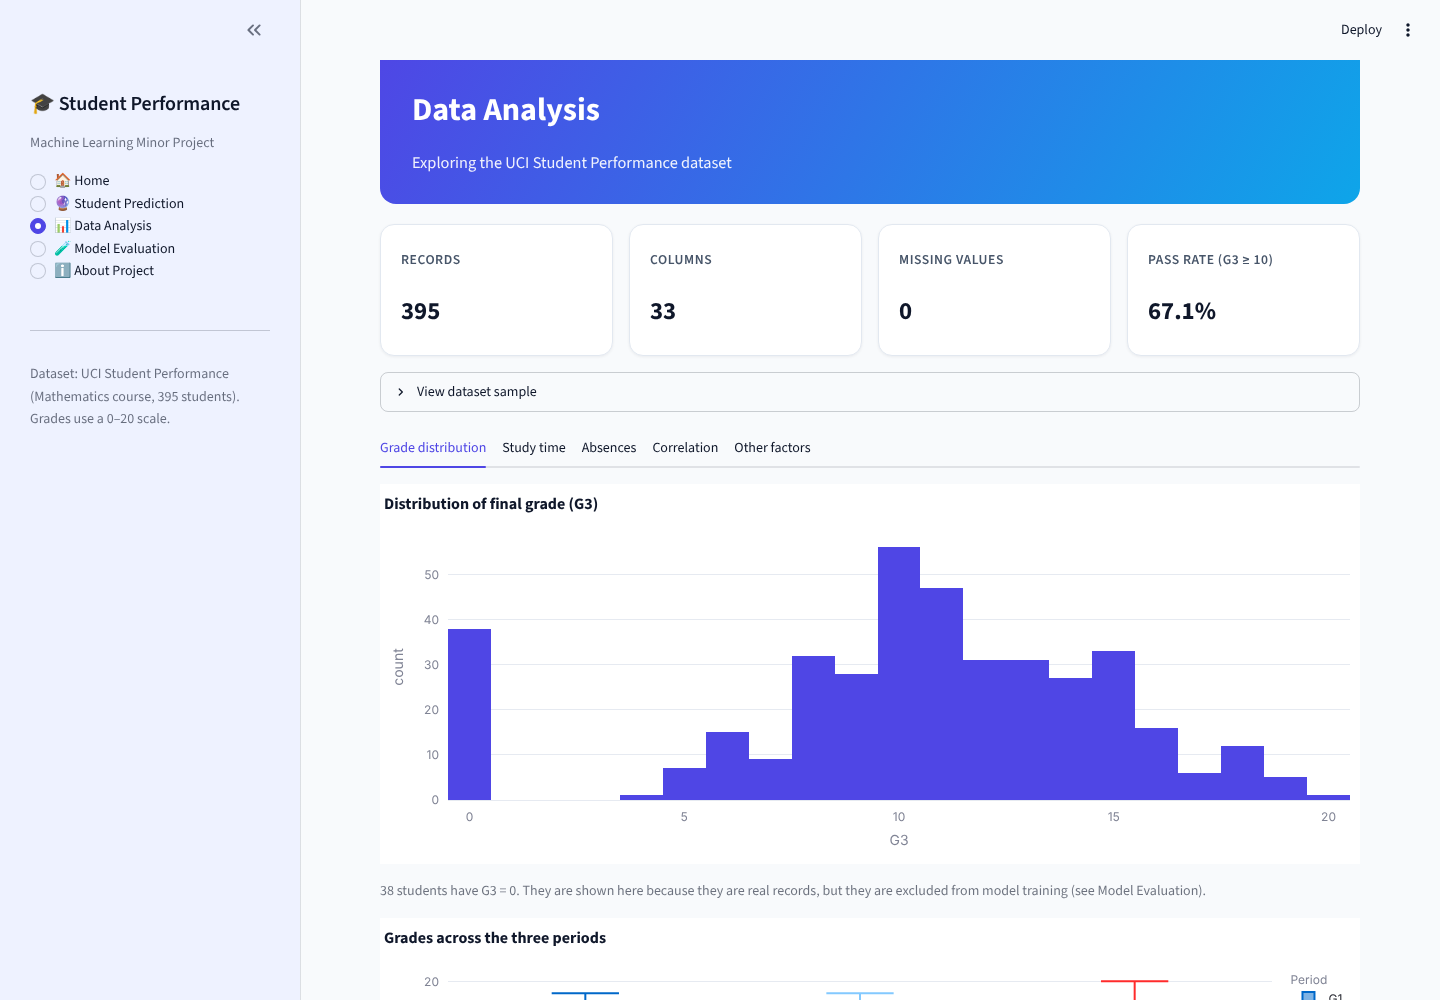 Deploy
🎓 Student Performance
Machine Learning Minor Project
🏠 Home
🔮 Student Prediction
📊 Data Analysis
🧪 Model Evaluation
ℹ️ About Project
Dataset: UCI Student Performance
(Mathematics course, 395 students).
Grades use a 0–20 scale.
Data Analysis
Exploring the UCI Student Performance dataset
RECORDS
395
COLUMNS
33
MISSING VALUES
0
PASS RATE (G3 ≥ 10)
67.1%
View dataset sample
Grade distribution Study time Absences Correlation Other factors
Distribution of final grade (G3)
50
40
30
20
10
0
count
0 5 10 15 20
G3
38 students have G3 = 0. They are shown here because they are real records, but they are excluded from model training (see Model Evaluation).
Grades across the three periods
20
Period
G1